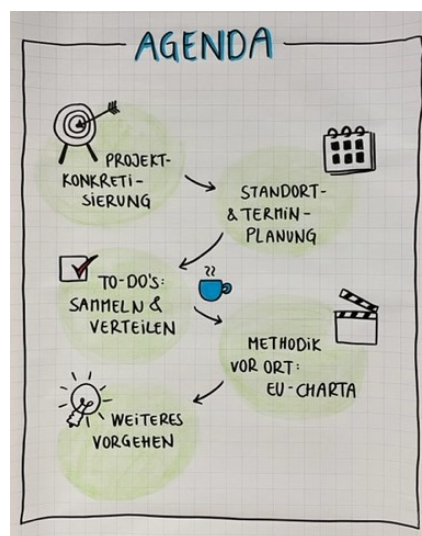 AGENDA
PROJEKT-
KONKRETI-
SIERUNG
STANDORT-
& TERMIN-
PLANUNG
TO-DO'S:
SAMMELN &
VERTEILEN
METHODIK
VOR ORT:
EU-CHARTA
WEITERES
VORGEHEN